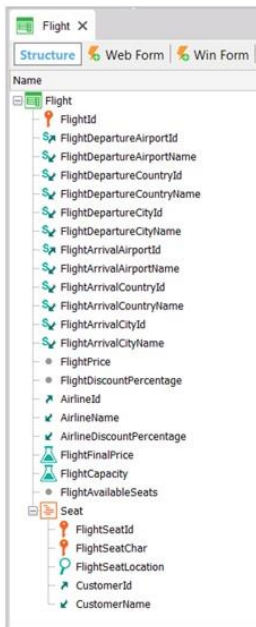 Flight
Structure Web Form Win Form
Name
Flight
FlightId
FlightDepartureAirportId
FlightDepartureAirportName
FlightDepartureCountryId
FlightDepartureCountryName
FlightDepartureCityId
FlightDepartureCityName
FlightArrivalAirportId
FlightArrivalAirportName
FlightArrivalCountryId
FlightArrivalCountryName
FlightArrivalCityId
FlightArrivalCityName
FlightPrice
FlightDiscountPercentage
AirlineId
AirlineName
AirlineDiscountPercentage
FlightFinalPrice
FlightCapacity
FlightAvailableSeats
Seat
FlightSeatId
FlightSeatChar
FlightSeatLocation
CustomerId
CustomerName